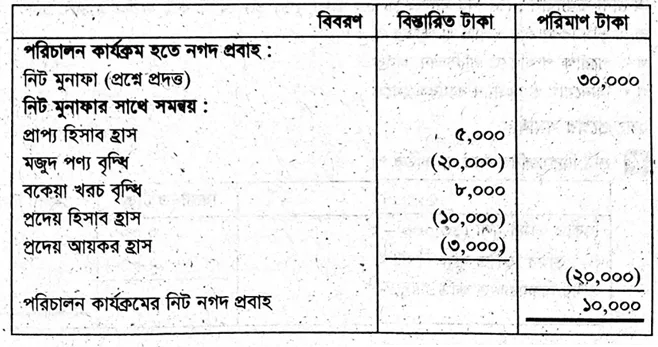 বিবরণ বিস্তারিত টাকা পরিমাণ টাকা
পরিচালন কার্যক্রম হতে নগদ প্রবাহ :
নিট মুনাফা (প্রশ্নে প্রদত্ত) ৩০,০০০
নিট মুনাফার সাথে সমন্বয় :
প্রাপ্য হিসাব হ্রাস ৫,০০০
মজুদ পণ্য বৃদ্ধি (২০,০০০)
বকেয়া খরচ বৃদ্ধি ৮,০০০
প্রদেয় হিসাব হ্রাস (১০,০০০)
প্রদেয় আয়কর হ্রাস (৩,০০০)
(২০,০০০)
পরিচালন কার্যক্রমের নিট নগদ প্রবাহ ১০,০০০